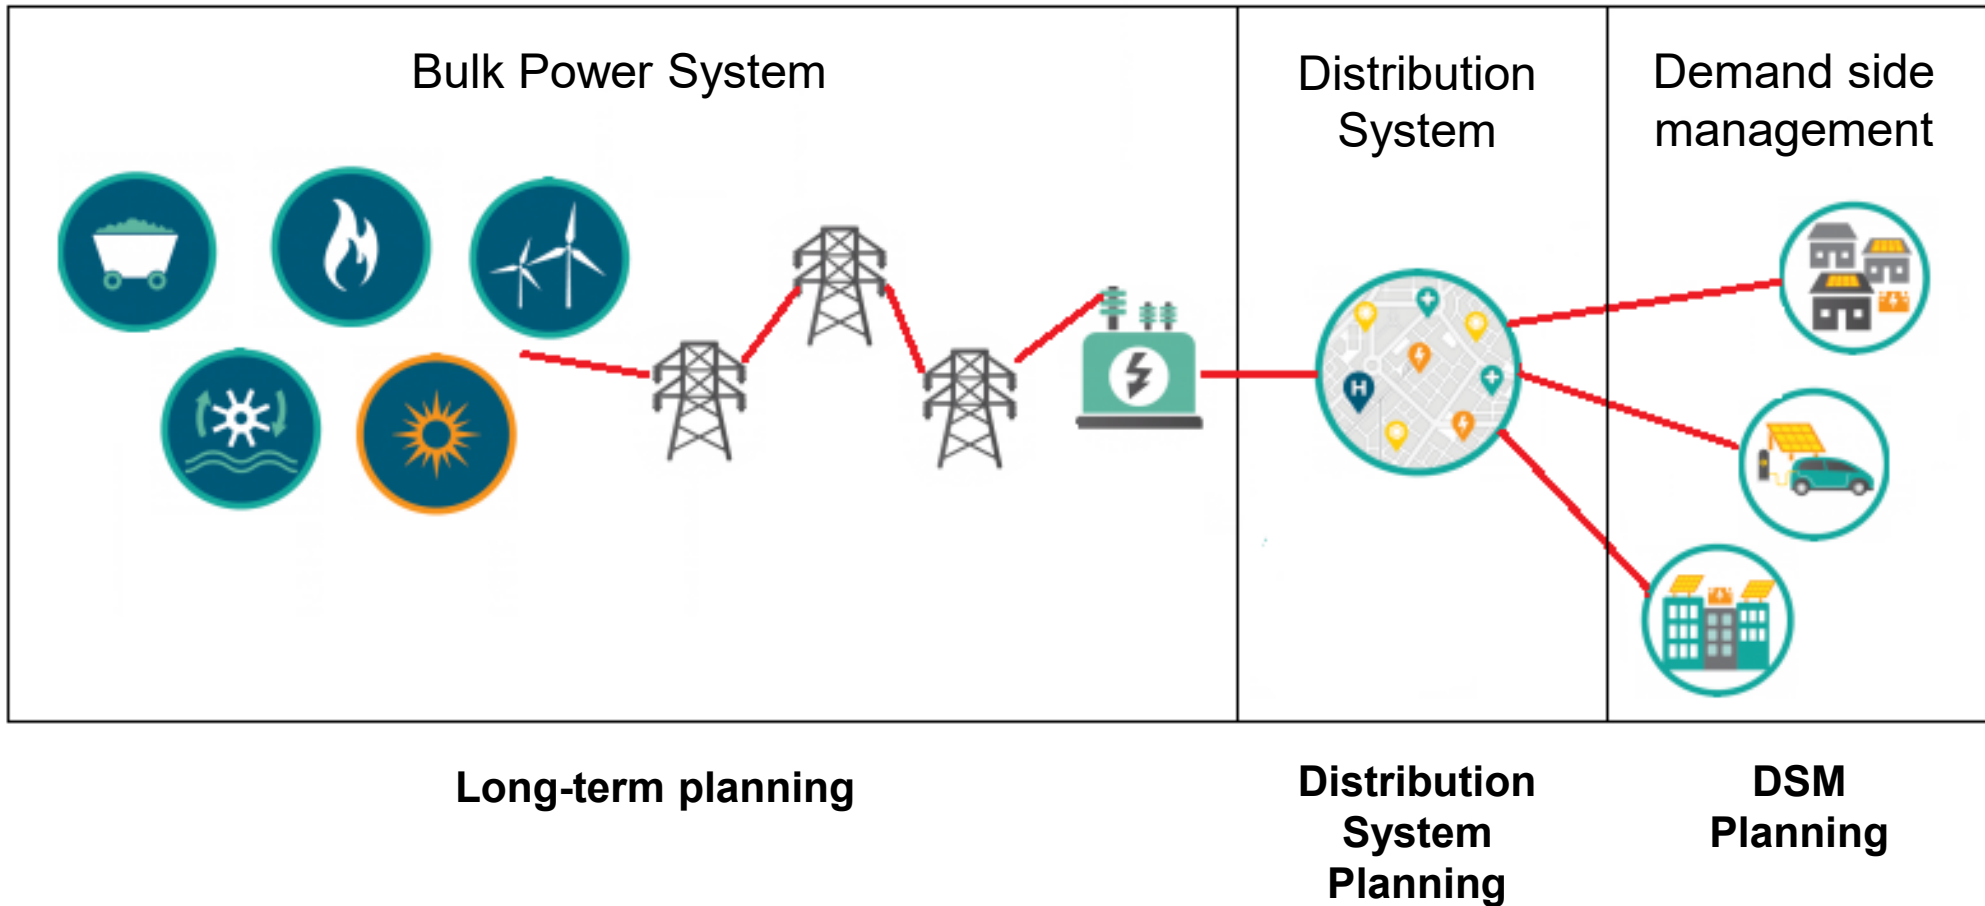 Bulk Power System
Distribution
System
Demand side
management
H
Long-term planning
Distribution
System
Planning
DSM
Planning